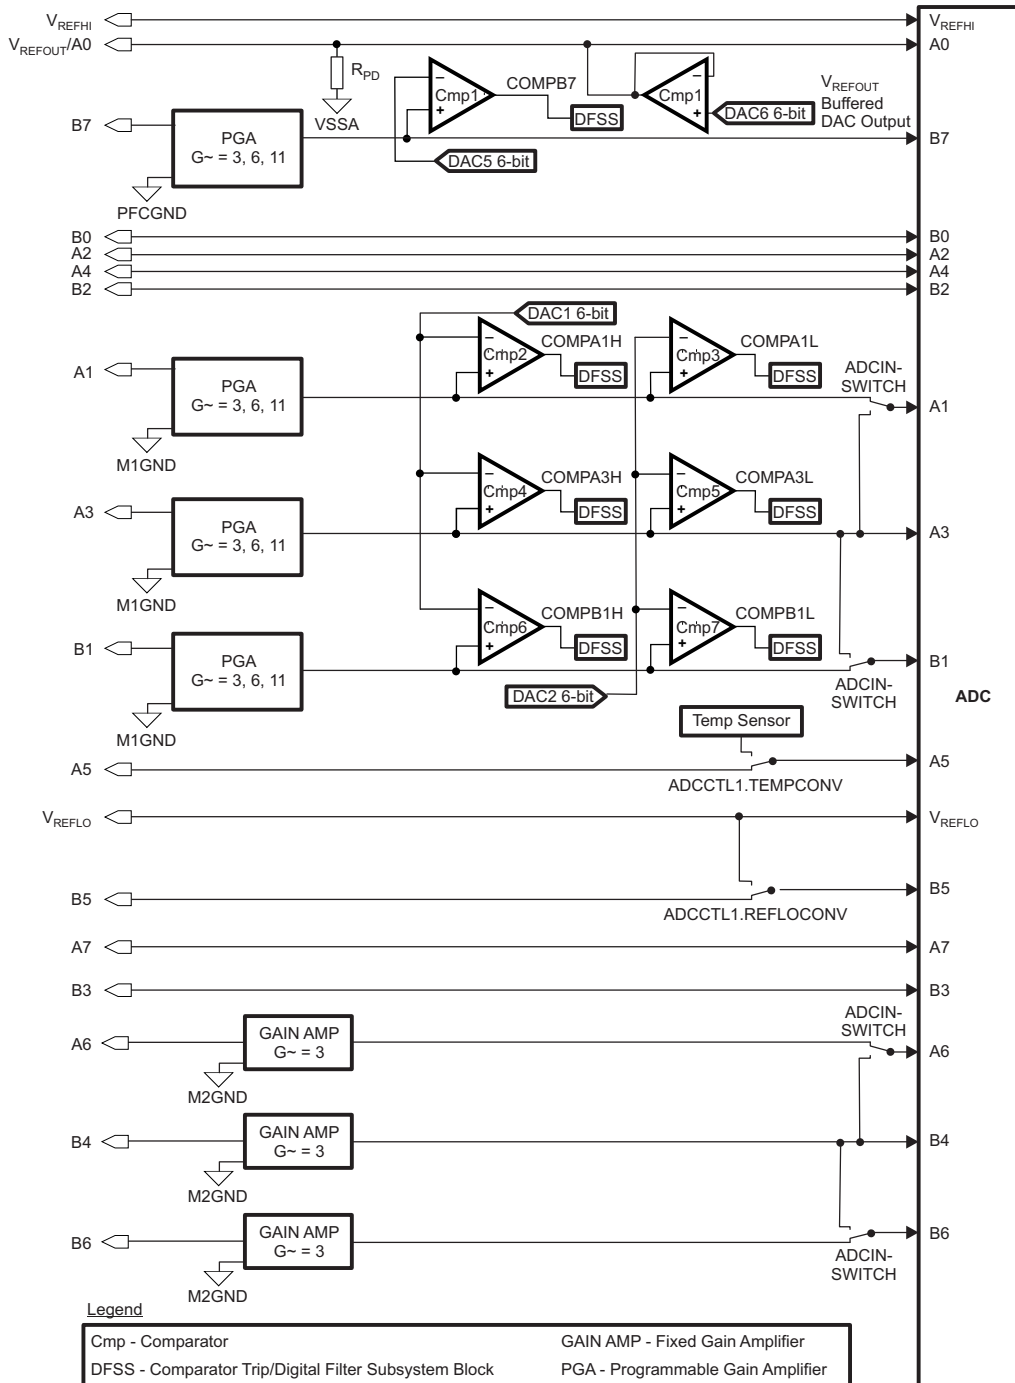 VREFHI
VREFHI
VREFOUT/A0
A0
RPD
VSSA
Cmp1
COMPB7
DFSS
Cmp1
DAC6 6-bit
VREFOUT
Buffered
DAC Output
B7
PGA
G~ = 3, 6, 11
DAC5 6-bit
B7
PFCGND
B0
B0
A2
A2
A4
A4
B2
B2
DAC1 6-bit
Cmp2
COMPA1H
DFSS
Cmp3
COMPA1L
DFSS
ADCIN-
SWITCH
A1
PGA
G~ = 3, 6, 11
A1
M1GND
Cmp4
COMPA3H
DFSS
Cmp5
COMPA3L
DFSS
A3
PGA
G~ = 3, 6, 11
A3
M1GND
Cmp6
COMPB1H
DFSS
Cmp7
COMPB1L
DFSS
B1
PGA
G~ = 3, 6, 11
B1
ADCIN-
SWITCH
M1GND
DAC2 6-bit
ADC
Temp Sensor
A5
A5
ADCCTL1.TEMPCONV
VREFLO
VREFLO
B5
B5
ADCCTL1.REFLOCONV
A7
A7
B3
B3
ADCIN-
SWITCH
A6
GAIN AMP
G~ = 3
A6
M2GND
B4
GAIN AMP
G~ = 3
B4
M2GND
B6
GAIN AMP
G~ = 3
B6
ADCIN-
SWITCH
M2GND
Legend
Cmp - Comparator
GAIN AMP - Fixed Gain Amplifier
DFSS - Comparator Trip/Digital Filter Subsystem Block
PGA - Programmable Gain Amplifier